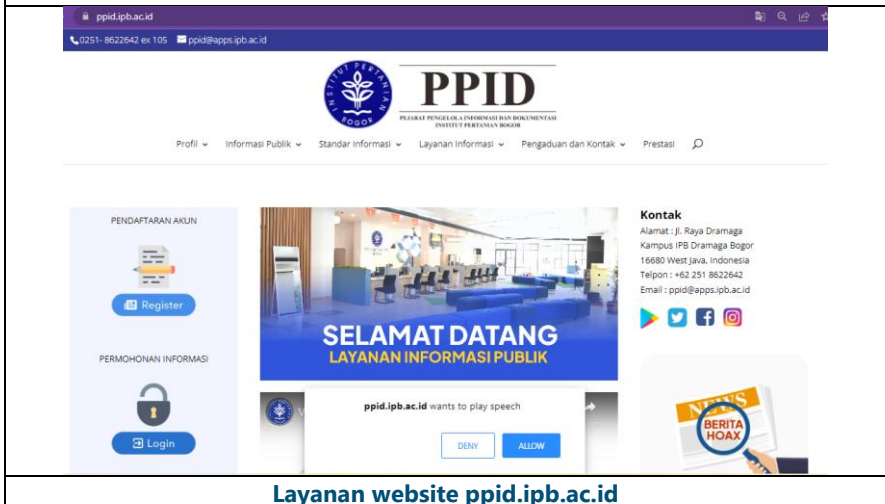 ppid.ipb.ac.id
0251- 8622642 ex 105 ppid@apps.ipb.ac.id
INSTITUT PERTANIAN
BOGOR
PPID
PEJABAT PENGELOLA INFORMASI DAN DOKUMENTASI
INSTITUT PERTANIAN BOGOR
Profil Informasi Publik Standar Informasi Layanan Informasi Pengaduan dan Kontak Prestasi
PENDAFTARAN AKUN
Register
PERMOHONAN INFORMASI
Login
SELAMAT DATANG
LAYANAN INFORMASI PUBLIK
ppid.ipb.ac.id wants to play speech
DENY ALLOW
Kontak
Alamat : Jl. Raya Dramaga
Kampus IPB Dramaga Bogor
16680 West Java, Indonesia
Telpon : +62 251 8622642
Email : ppid@apps.ipb.ac.id
NEWS
BERITA
HOAX
Layanan website ppid.ipb.ac.id